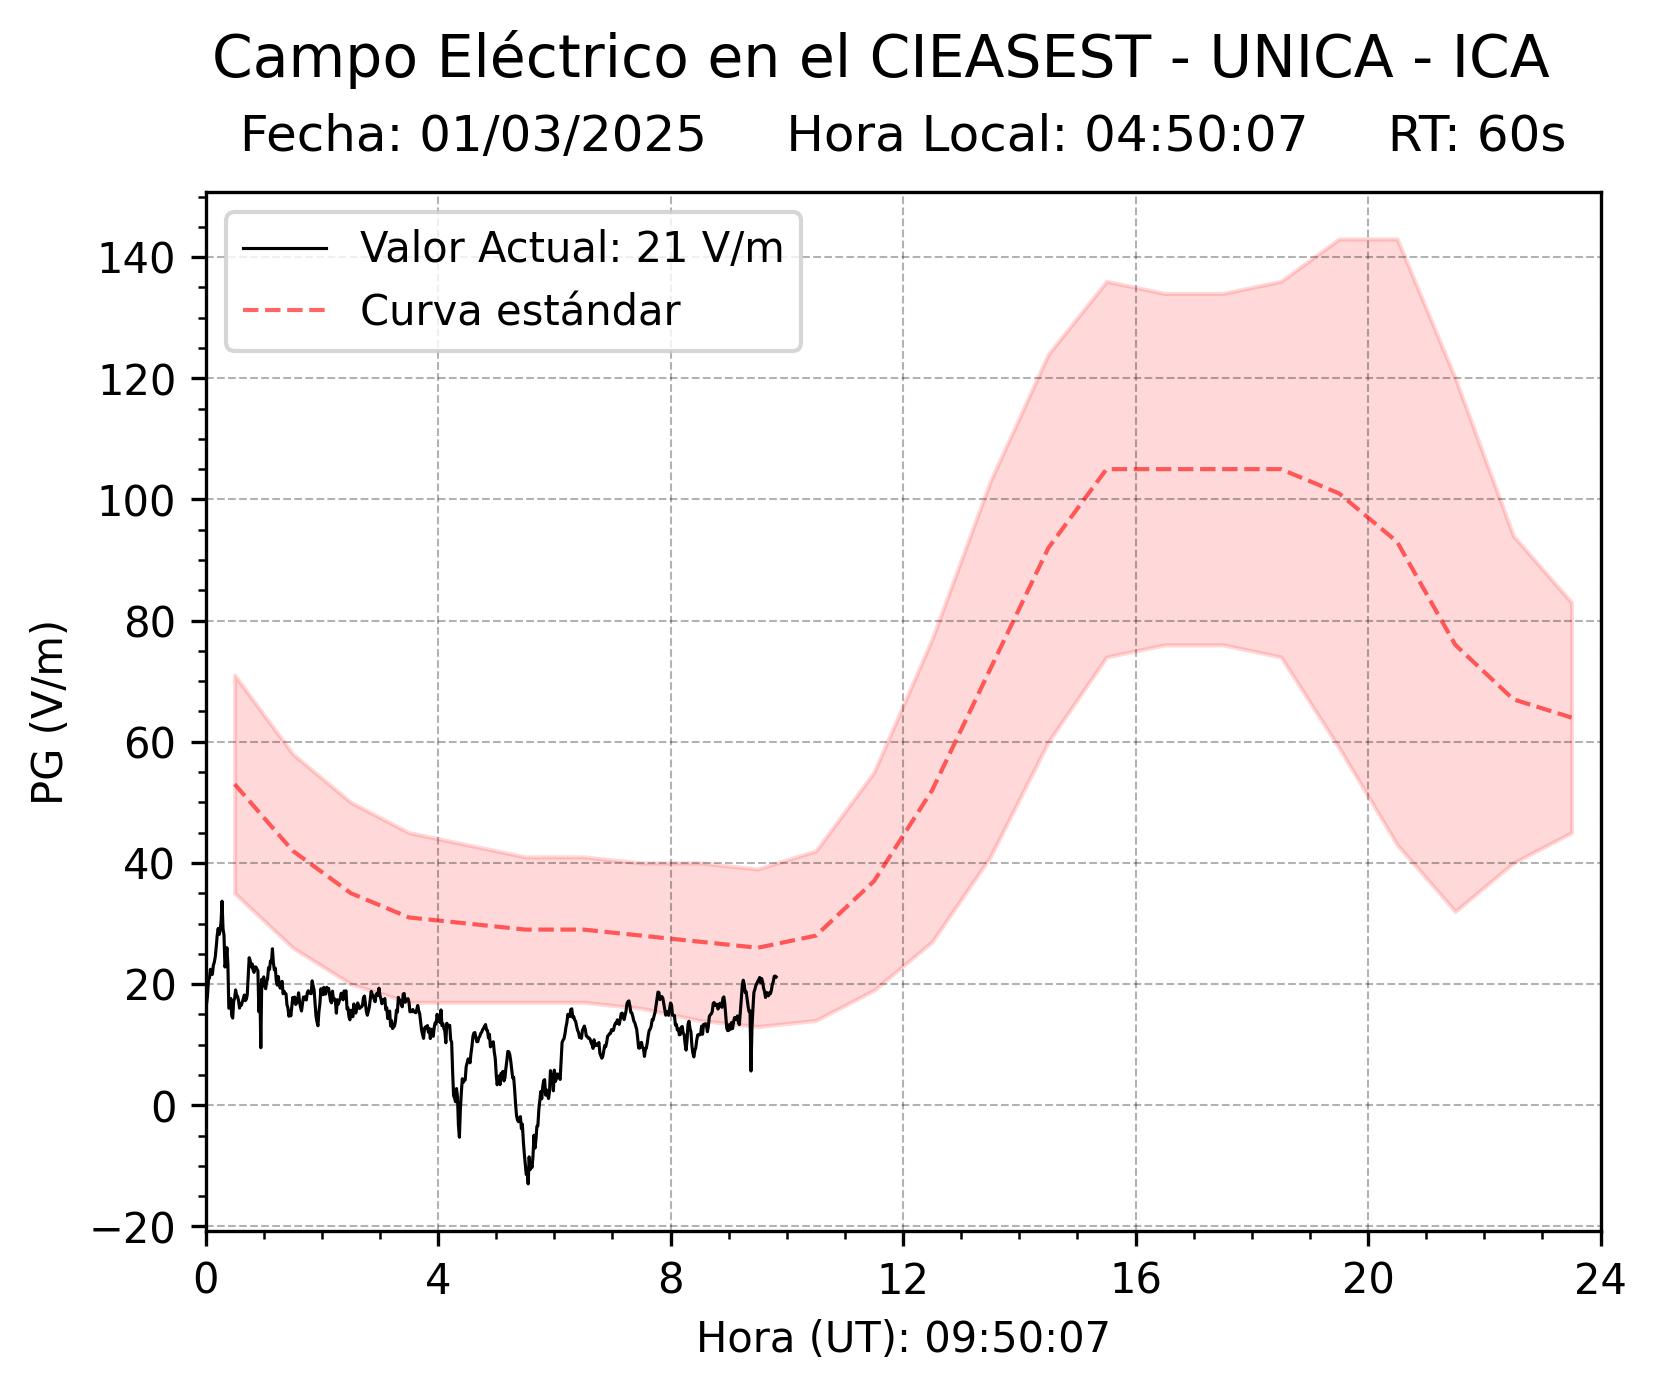 Campo Eléctrico en el CIEASEST - UNICA - ICA
Fecha: 01/03/2025 Hora Local: 04:50:07 RT: 60s
Valor Actual: 21 V/m
Curva estándar
140
120
100
80
60
40
20
0
−20
PG (V/m)
0 4 8 12 16 20 24
Hora (UT): 09:50:07